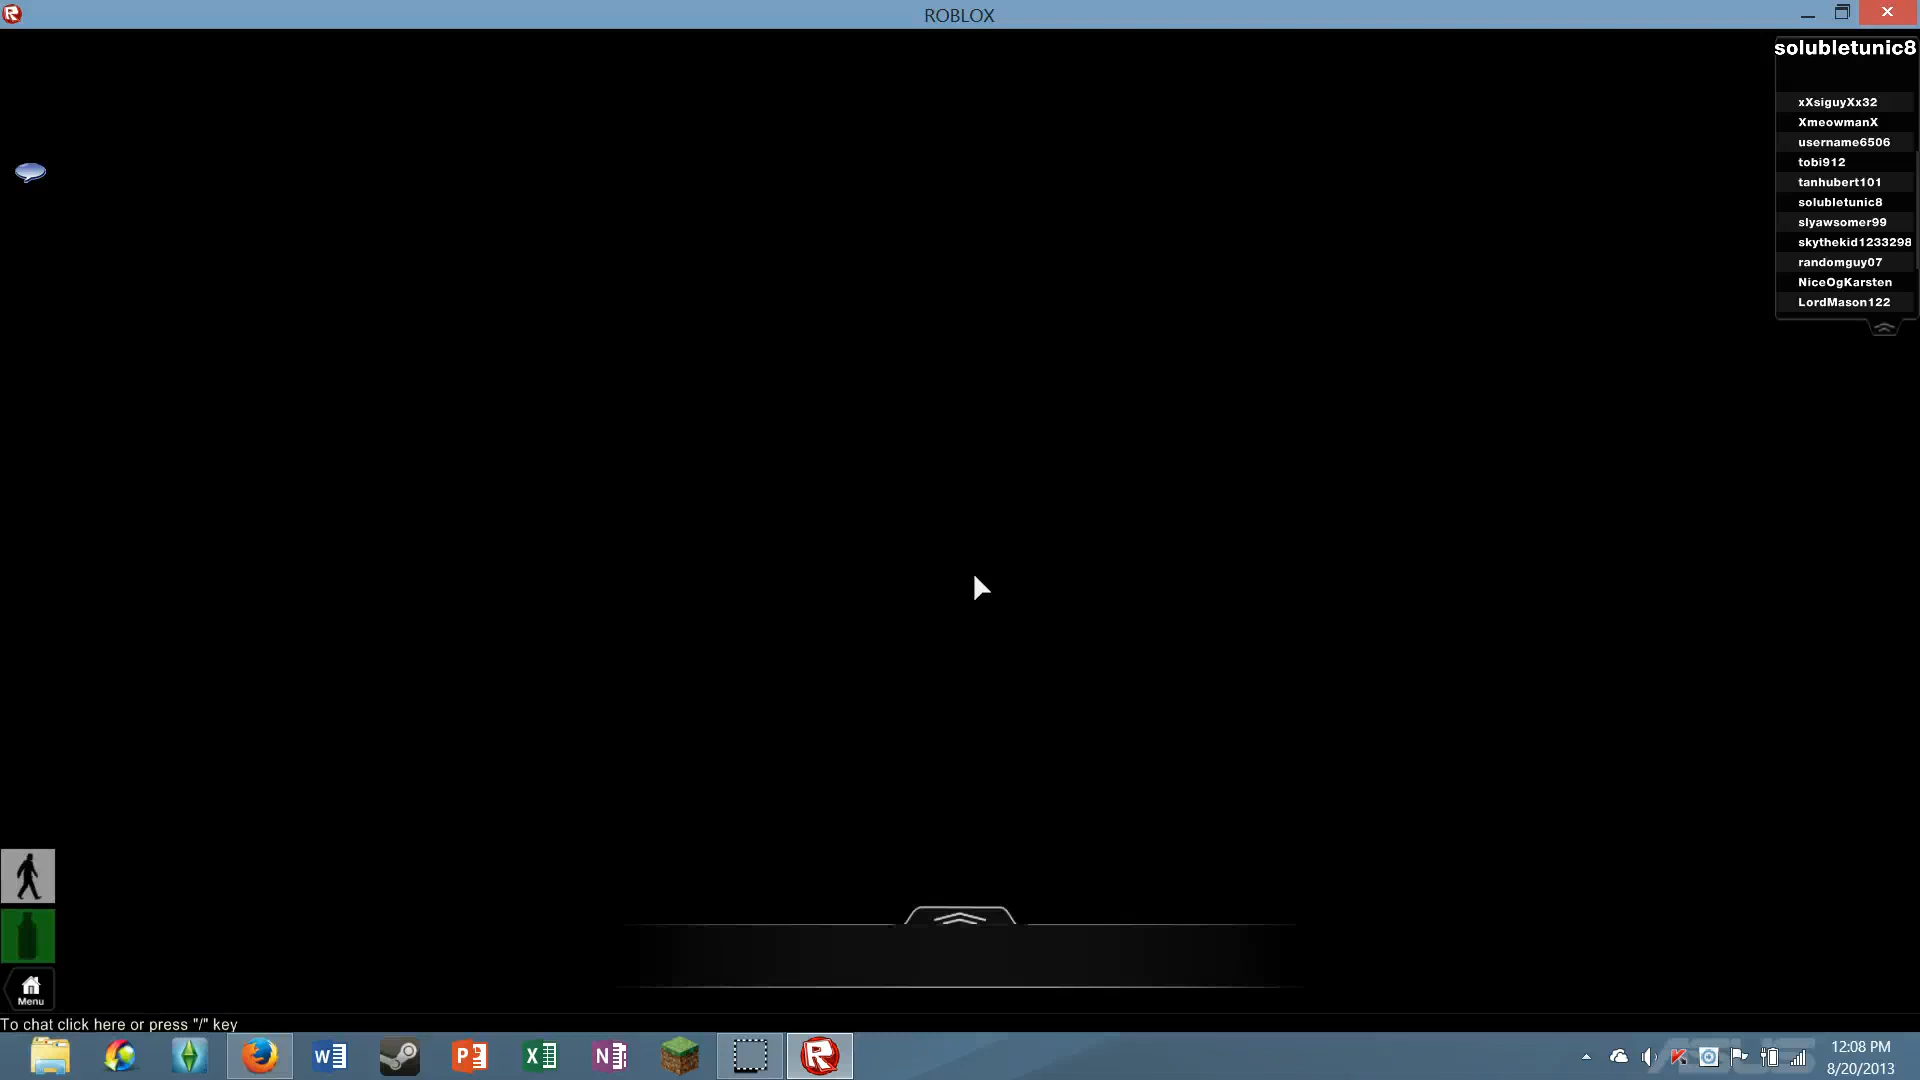 ROBLOX
solubletunic8
xXsiguyXx32
XmeowmanX
username6506
tobi912
tanhubert101
solubletunic8
slyawsomer99
skythekid1233298
randomguy07
NiceOgKarsten
LordMason122
Menu
To chat click here or press "/" key
ASUS
12:08 PM
8/20/2013